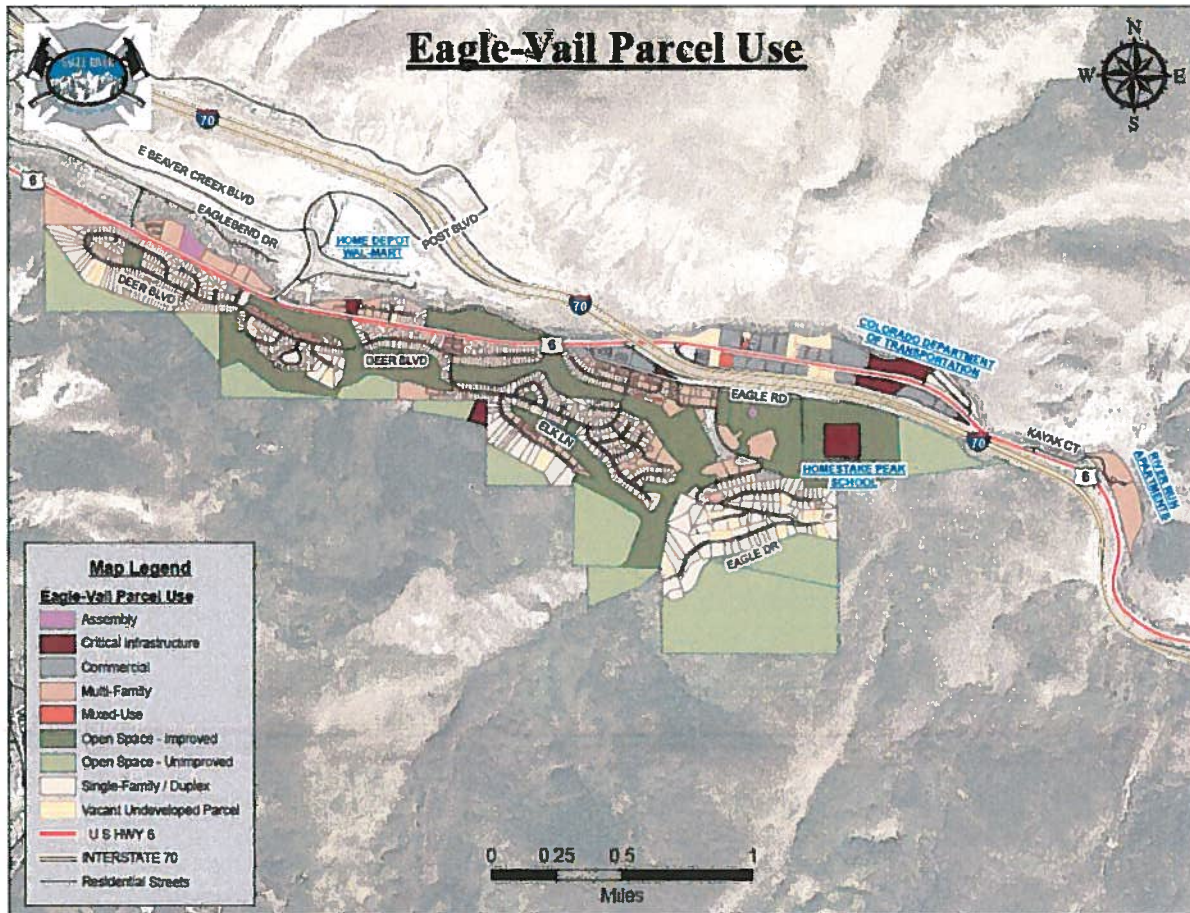 Eagle-Vail Parcel Use
N
W E
S
EAGLE RIVER
70
E BEAVER CREEK BLVD
6
EAGLEBEND DR
POST BLVD
HOME DEPOT
WAL-MART
DEER BLVD
70
6
DEER BLVD
COLORADO DEPARTMENT
OF TRANSPORTATION
EAGLE RD
ELK LN
70
KAYAK CT
6
RIVER RUN
APARTMENTS
HOMESTAKE PEAK
SCHOOL
EAGLE DR
Map Legend
Eagle-Vail Parcel Use
Assembly
Critical Infrastructure
Commercial
Multi-Family
Mixed-Use
Open Space - Improved
Open Space - Unimproved
Single-Family / Duplex
Vacant Undeveloped Parcel
U S HWY 6
INTERSTATE 70
Residential Streets
0 0.25 0.5 1
Miles